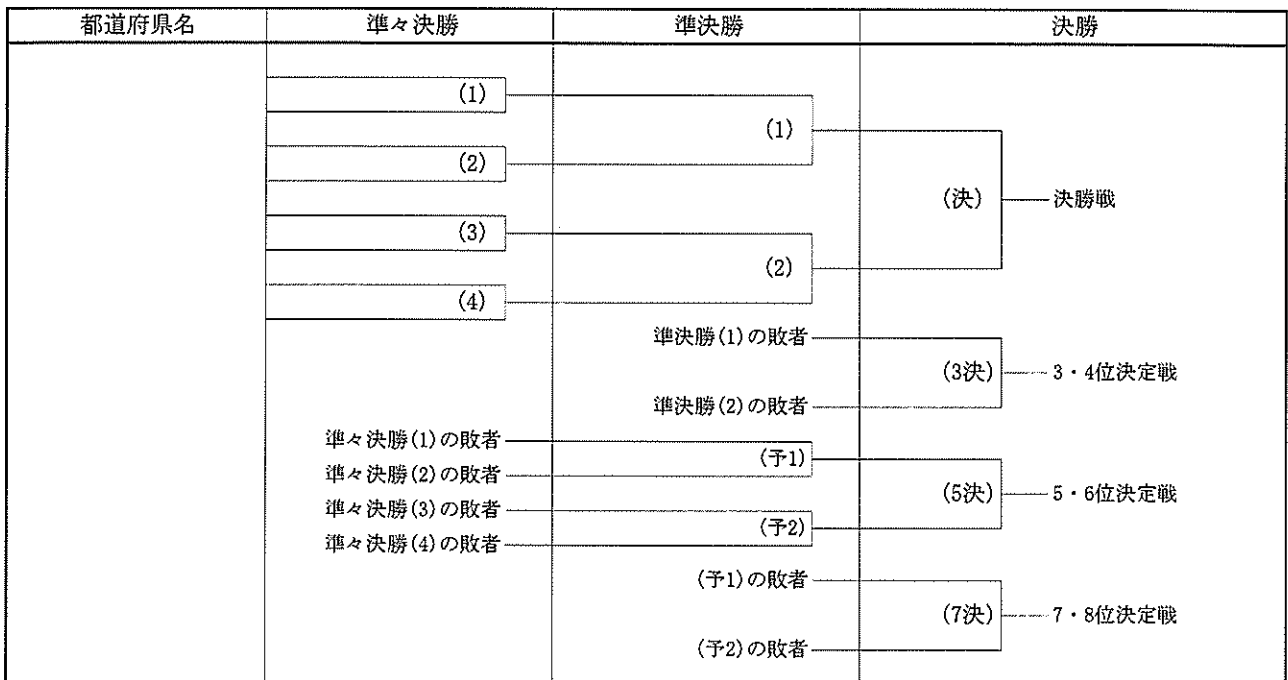 都道府県名 準々決勝 準決勝 決勝
(1)
(1)
(2)
(決) 決勝戦
(3)
(2)
(4)
準決勝(1)の敗者
(3決) 3・4位決定戦
準決勝(2)の敗者
準々決勝(1)の敗者
(予1)
準々決勝(2)の敗者
(5決) 5・6位決定戦
準々決勝(3)の敗者
(予2)
準々決勝(4)の敗者
(予1)の敗者
(7決) 7・8位決定戦
(予2)の敗者